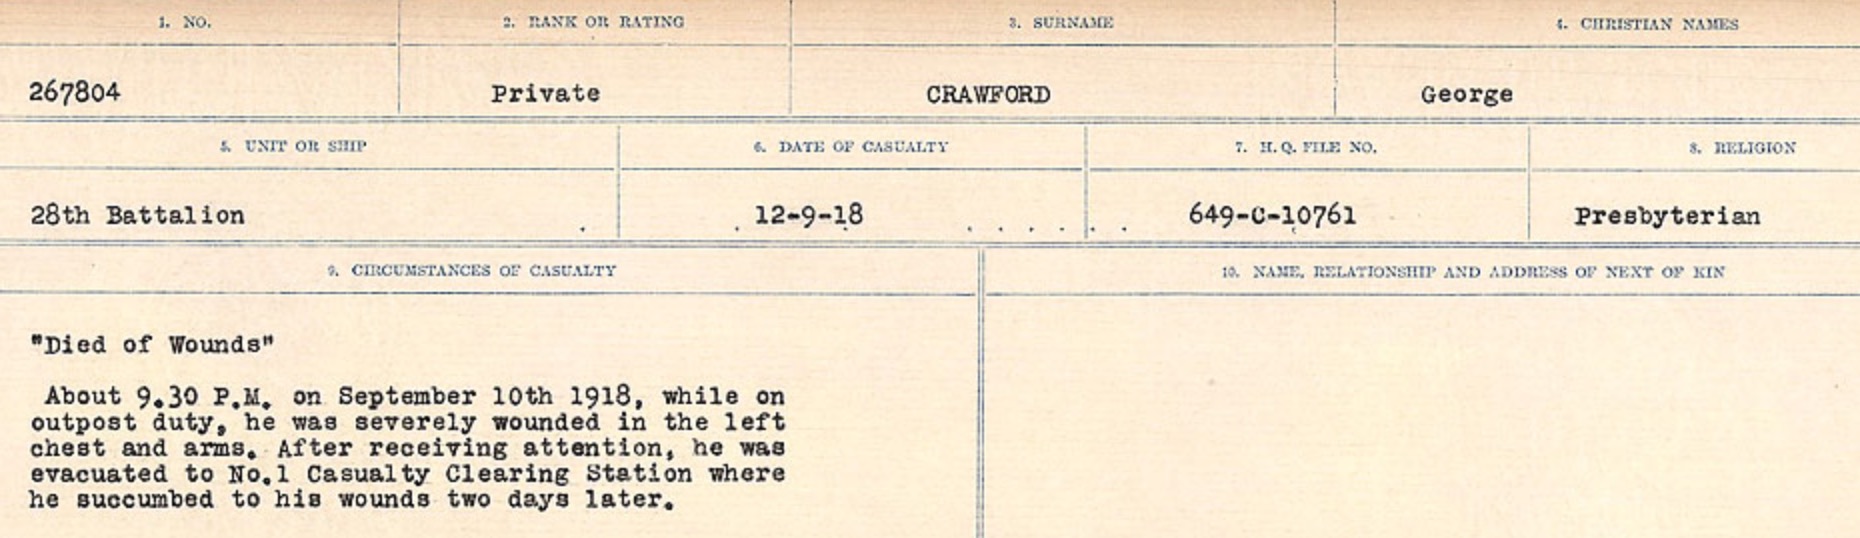 1. NO.
2. RANK OR RATING
3. SURNAME
4. CHRISTIAN NAMES
267804
Private
CRAWFORD
George
5. UNIT OR SHIP
6. DATE OF CASUALTY
7. H. Q. FILE NO.
8. RELIGION
28th Battalion
12-9-18
649-C-10761
Presbyterian
9. CIRCUMSTANCES OF CASUALTY
10. NAME, RELATIONSHIP AND ADDRESS OF NEXT OF KIN
"Died of Wounds"
About 9.30 P.M. on September 10th 1918, while on
outpost duty, he was severely wounded in the left
chest and arms. After receiving attention, he was
evacuated to No.1 Casualty Clearing Station where
he succumbed to his wounds two days later.